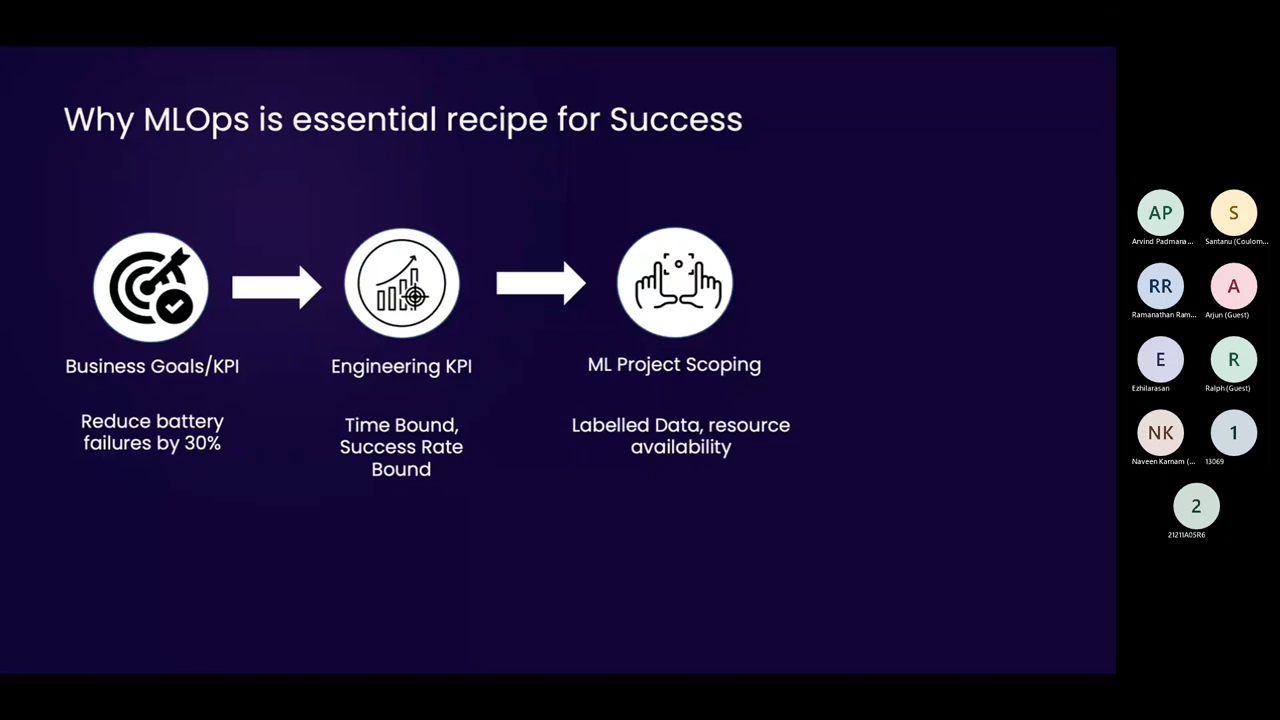 Why MLOps is essential recipe for Success
Business Goals/KPI
Engineering KPI
ML Project Scoping
Reduce battery
failures by 30%
Time Bound,
Success Rate
Bound
Labelled Data, resource
availability
AP
Arvind Padmana...
S
Santanu (Coulom...
RR
Ramanathan Ram...
A
Arjun (Guest)
E
Ezhilarasan
R
Ralph (Guest)
NK
Naveen Karnam (...
1
13069
2
21211A05R6